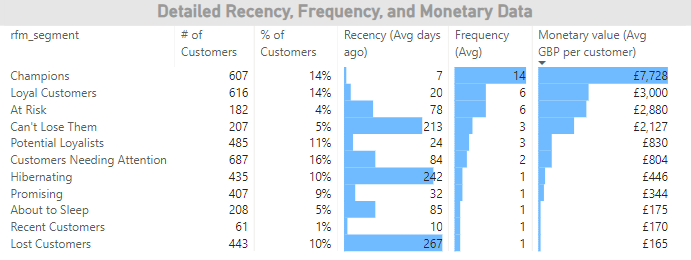 Detailed Recency, Frequency, and Monetary Data
rfm_segment # of Customers % of Customers Recency (Avg days ago) Frequency (Avg) Monetary value (Avg GBP per customer)
Champions 607 14% 7 14 £7,728
Loyal Customers 616 14% 20 6 £3,000
At Risk 182 4% 78 6 £2,880
Can't Lose Them 207 5% 213 3 £2,127
Potential Loyalists 485 11% 24 3 £830
Customers Needing Attention 687 16% 84 2 £804
Hibernating 435 10% 242 1 £446
Promising 407 9% 32 1 £344
About to Sleep 208 5% 85 1 £175
Recent Customers 61 1% 10 1 £170
Lost Customers 443 10% 267 1 £165